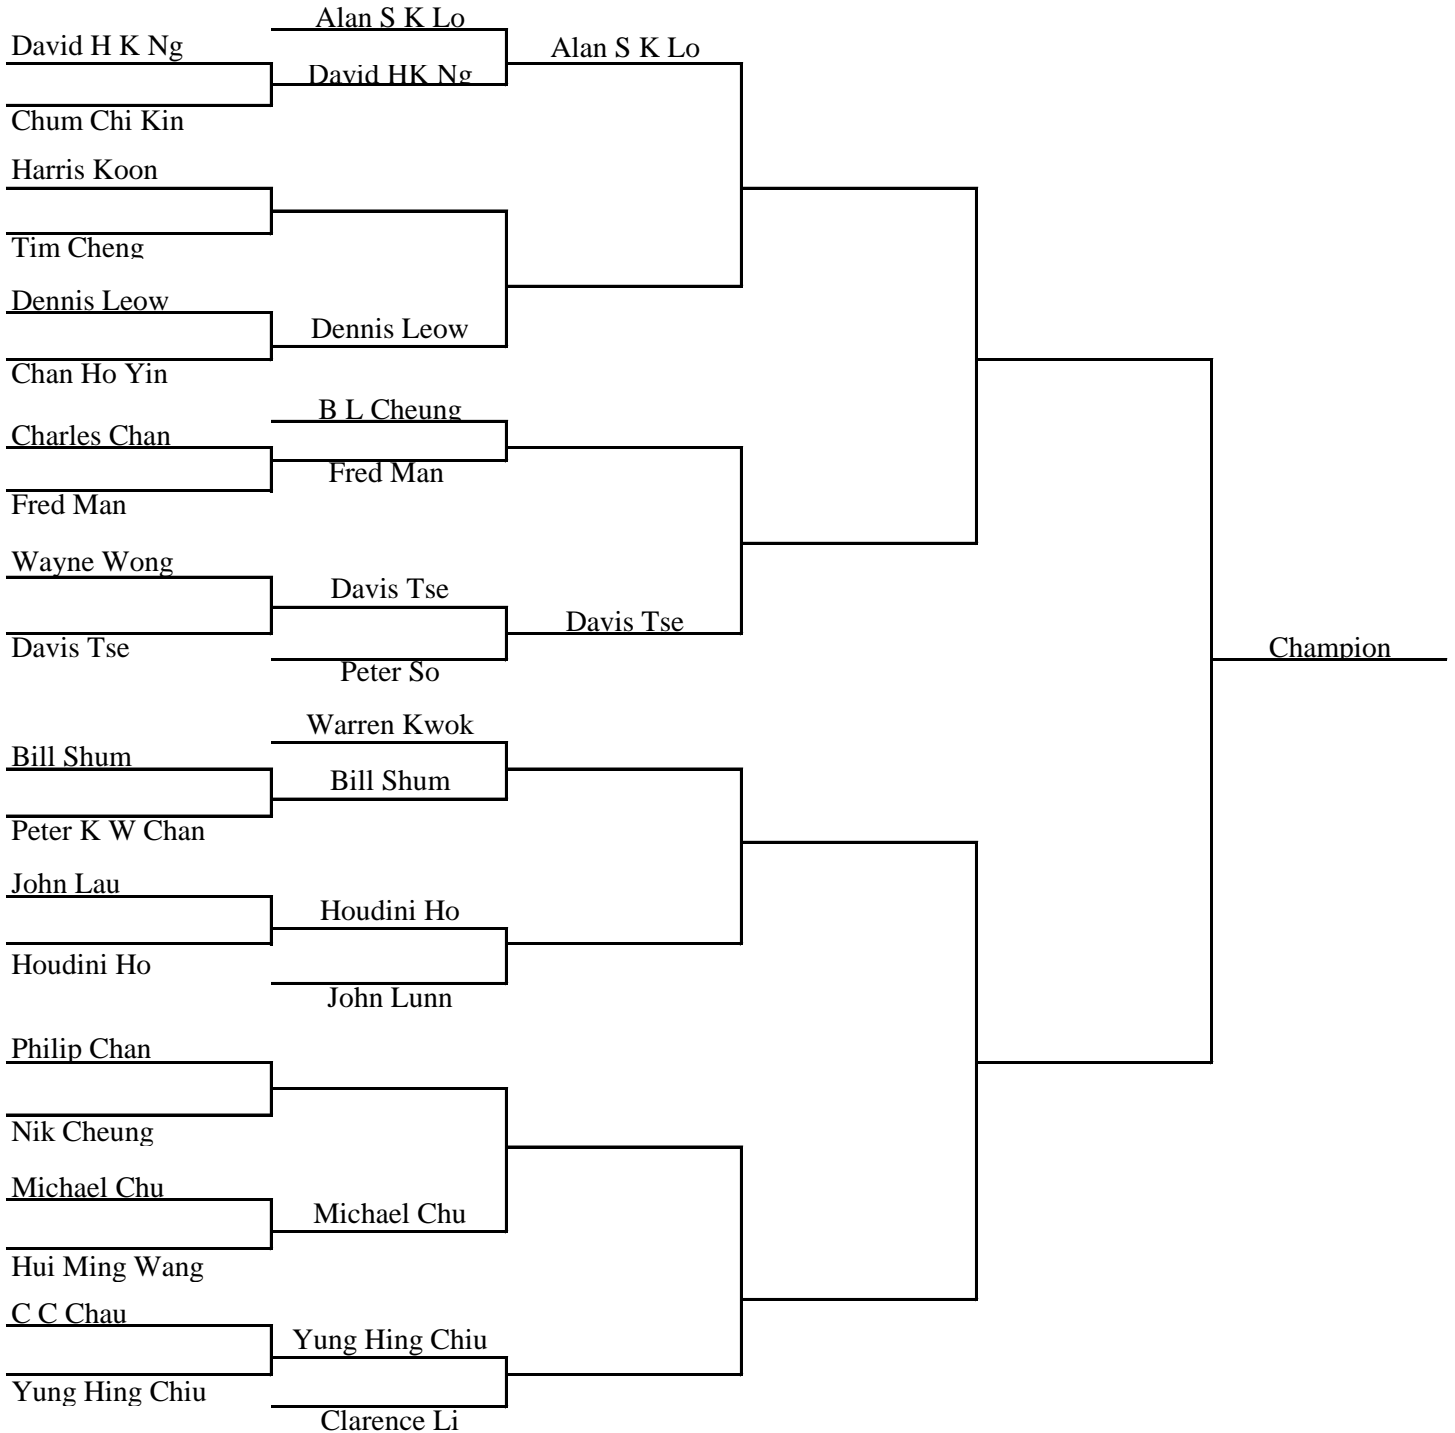 Alan S K Lo
David H K Ng
Alan S K Lo
David HK Ng
Chum Chi Kin
Harris Koon
Tim Cheng
Dennis Leow
Dennis Leow
Chan Ho Yin
B L Cheung
Charles Chan
Fred Man
Fred Man
Wayne Wong
Davis Tse
Davis Tse
Davis Tse
Champion
Peter So
Warren Kwok
Bill Shum
Bill Shum
Peter K W Chan
John Lau
Houdini Ho
Houdini Ho
John Lunn
Philip Chan
Nik Cheung
Michael Chu
Michael Chu
Hui Ming Wang
C C Chau
Yung Hing Chiu
Yung Hing Chiu
Clarence Li